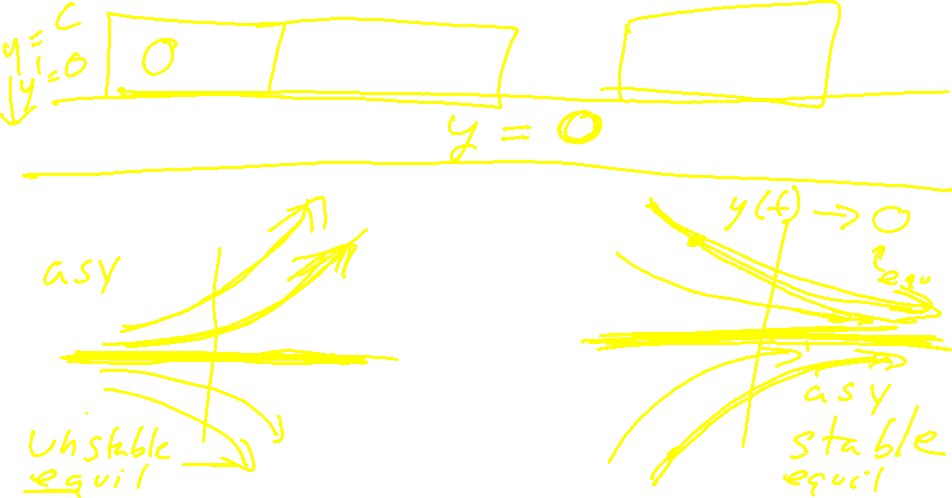 y = C
0
y' = 0
y
y = 0
y(t) → 0
asy
equ
asy
unstable
equil
stable
equil